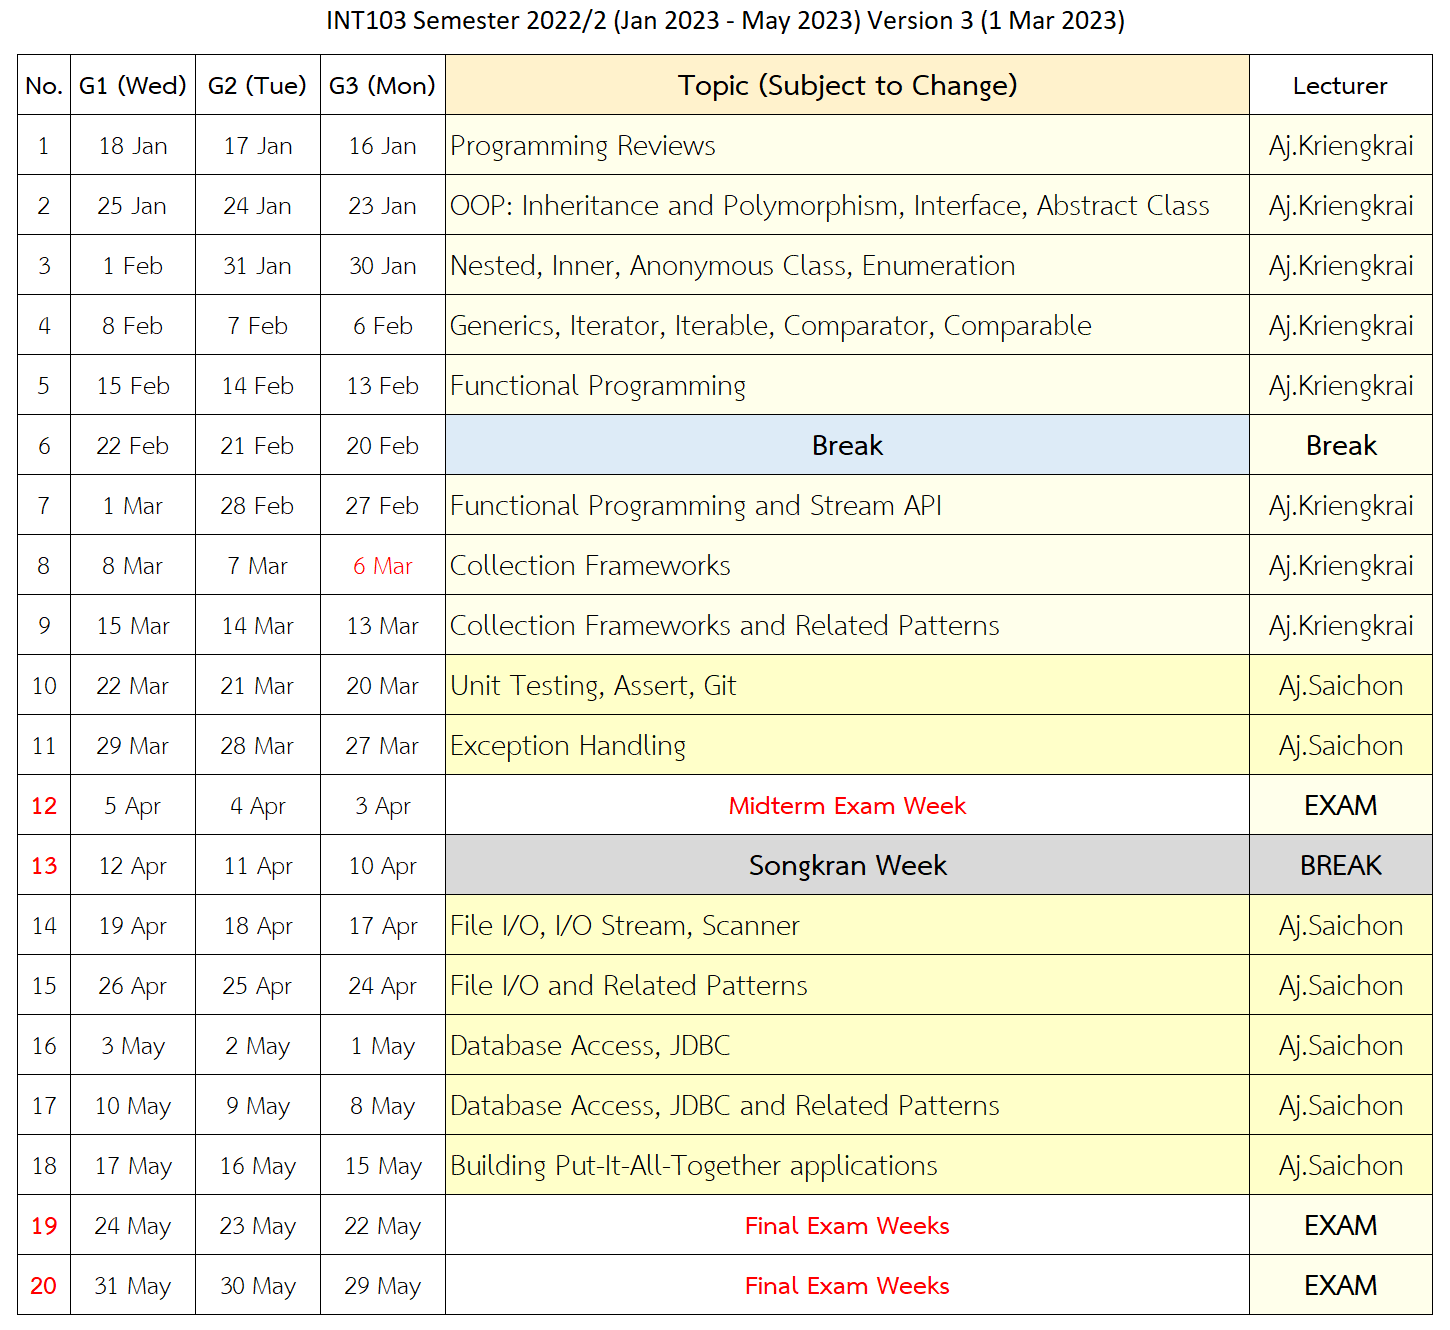 INT103 Semester 2022/2 (Jan 2023 - May 2023) Version 3 (1 Mar 2023)
No. G1 (Wed) G2 (Tue) G3 (Mon) Topic (Subject to Change) Lecturer
1 18 Jan 17 Jan 16 Jan Programming Reviews Aj.Kriengkrai
2 25 Jan 24 Jan 23 Jan OOP: Inheritance and Polymorphism, Interface, Abstract Class Aj.Kriengkrai
3 1 Feb 31 Jan 30 Jan Nested, Inner, Anonymous Class, Enumeration Aj.Kriengkrai
4 8 Feb 7 Feb 6 Feb Generics, Iterator, Iterable, Comparator, Comparable Aj.Kriengkrai
5 15 Feb 14 Feb 13 Feb Functional Programming Aj.Kriengkrai
6 22 Feb 21 Feb 20 Feb Break Break
7 1 Mar 28 Feb 27 Feb Functional Programming and Stream API Aj.Kriengkrai
8 8 Mar 7 Mar 6 Mar Collection Frameworks Aj.Kriengkrai
9 15 Mar 14 Mar 13 Mar Collection Frameworks and Related Patterns Aj.Kriengkrai
10 22 Mar 21 Mar 20 Mar Unit Testing, Assert, Git Aj.Saichon
11 29 Mar 28 Mar 27 Mar Exception Handling Aj.Saichon
12 5 Apr 4 Apr 3 Apr Midterm Exam Week EXAM
13 12 Apr 11 Apr 10 Apr Songkran Week BREAK
14 19 Apr 18 Apr 17 Apr File I/O, I/O Stream, Scanner Aj.Saichon
15 26 Apr 25 Apr 24 Apr File I/O and Related Patterns Aj.Saichon
16 3 May 2 May 1 May Database Access, JDBC Aj.Saichon
17 10 May 9 May 8 May Database Access, JDBC and Related Patterns Aj.Saichon
18 17 May 16 May 15 May Building Put-It-All-Together applications Aj.Saichon
19 24 May 23 May 22 May Final Exam Weeks EXAM
20 31 May 30 May 29 May Final Exam Weeks EXAM